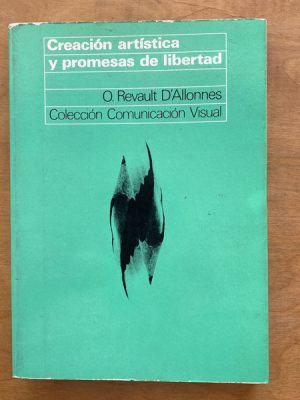 Creación artística
y promesas de libertad
O. Revault D'Allonnes
Colección Comunicación Visual